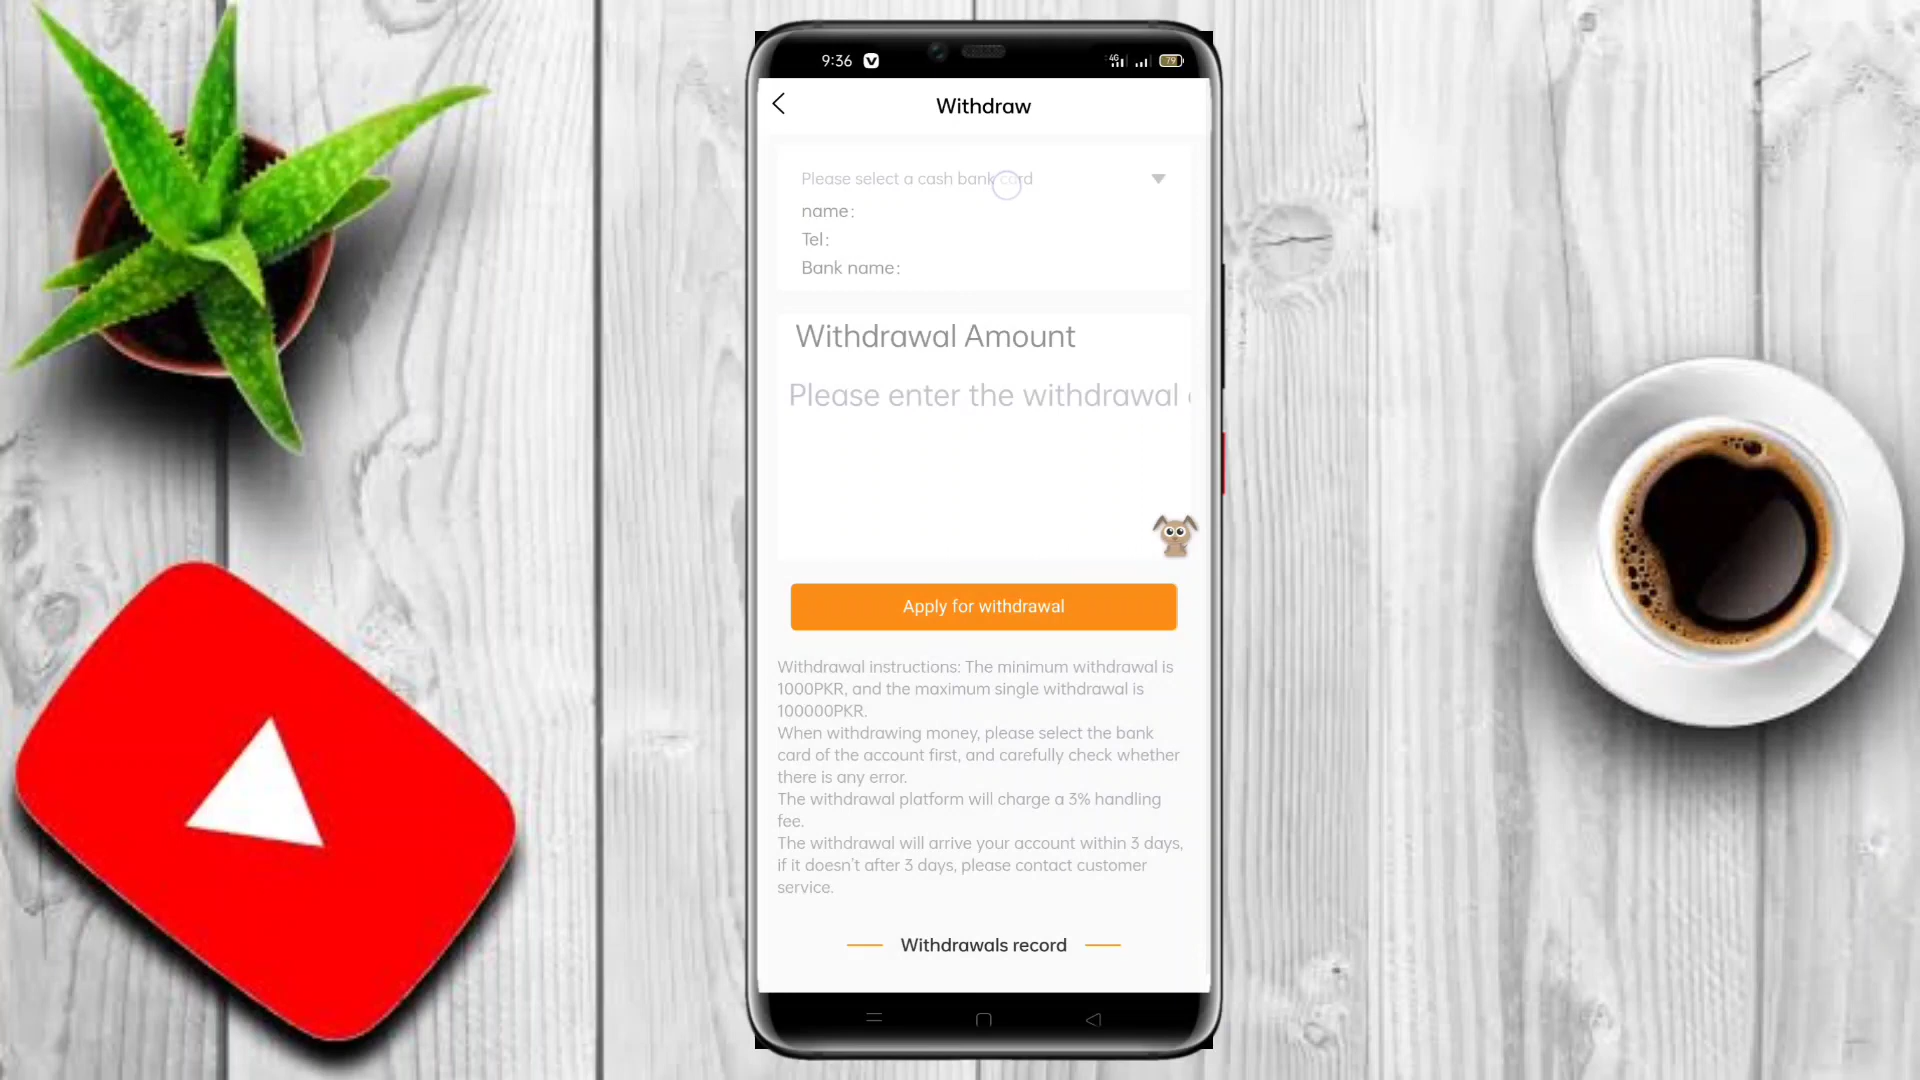 9:36
4G
79
Withdraw
Please select a cash bank card
name:
Tel:
Bank name:
Withdrawal Amount
Please enter the withdrawal
Apply for withdrawal
Withdrawal instructions: The minimum withdrawal is
1000PKR, and the maximum single withdrawal is
100000PKR.
When withdrawing money, please select the bank
card of the account first, and carefully check whether
there is any error.
The withdrawal platform will charge a 3% handling
fee.
The withdrawal will arrive your account within 3 days,
if it doesn't after 3 days, please contact customer
service.
Withdrawals record